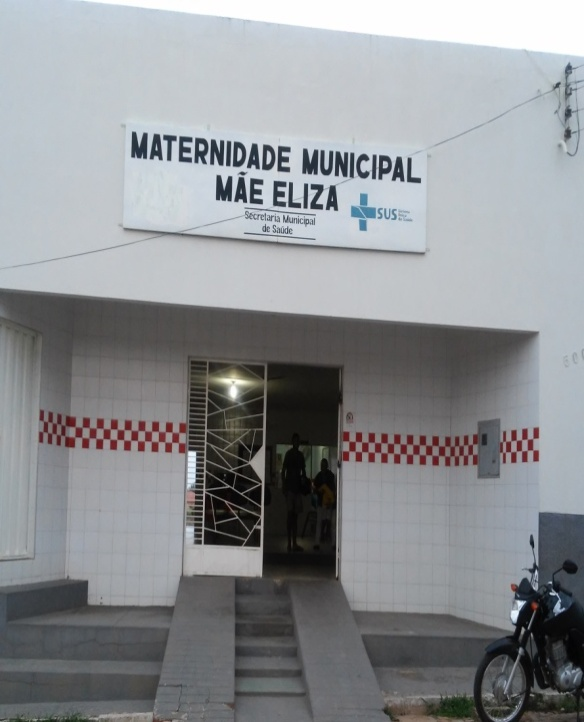 MATERNIDADE MUNICIPAL
MÃE ELIZA
Secretaria Municipal
de Saúde
SUS